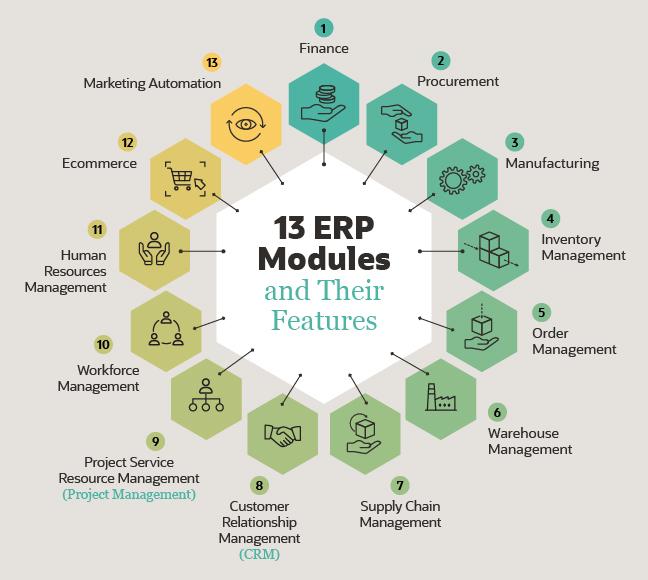 13 ERP
Modules
and Their
Features
1
Finance
2
Procurement
3
Manufacturing
4
Inventory
Management
5
Order
Management
6
Warehouse
Management
7
Supply Chain
Management
8
Customer
Relationship
Management
(CRM)
9
Project Service
Resource Management
(Project Management)
10
Workforce
Management
11
Human
Resources
Management
12
Ecommerce
13
Marketing Automation